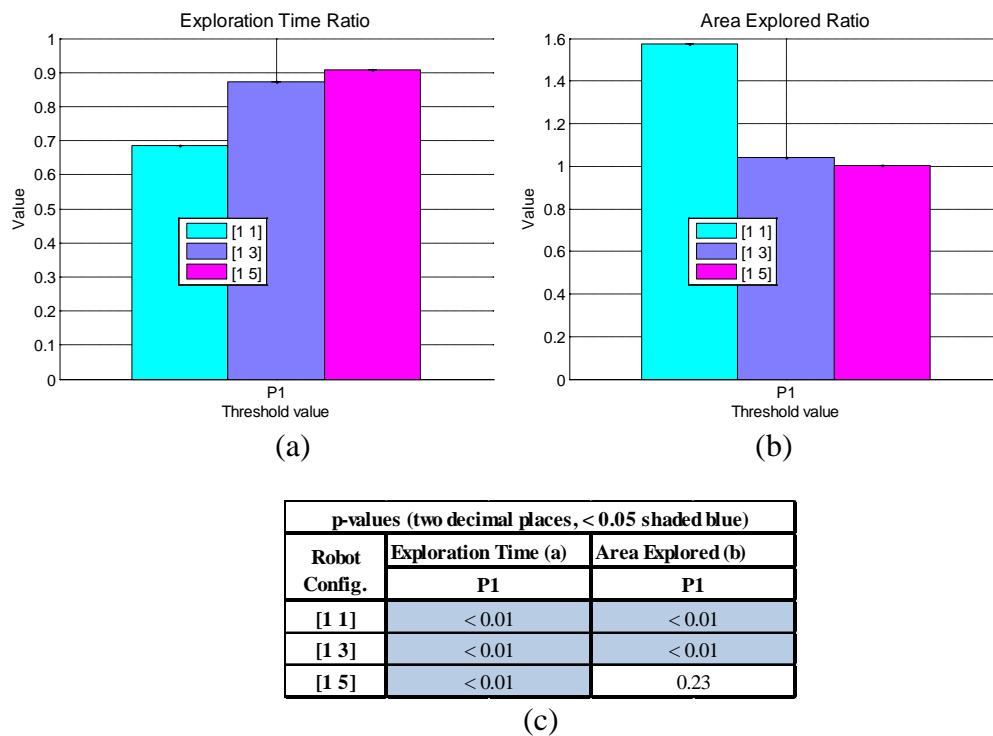 Exploration Time Ratio
1
0.9
0.8
0.7
0.6
0.5
0.4
0.3
0.2
0.1
0
Value
[1 1]
[1 3]
[1 5]
P1
Threshold value
(a)
Area Explored Ratio
1.6
1.4
1.2
1
0.8
0.6
0.4
0.2
0
Value
[1 1]
[1 3]
[1 5]
P1
Threshold value
(b)
p-values (two decimal places, < 0.05 shaded blue)
Robot Config. Exploration Time (a) Area Explored (b)
P1 P1
[1 1] < 0.01 < 0.01
[1 3] < 0.01 < 0.01
[1 5] < 0.01 0.23
(c)